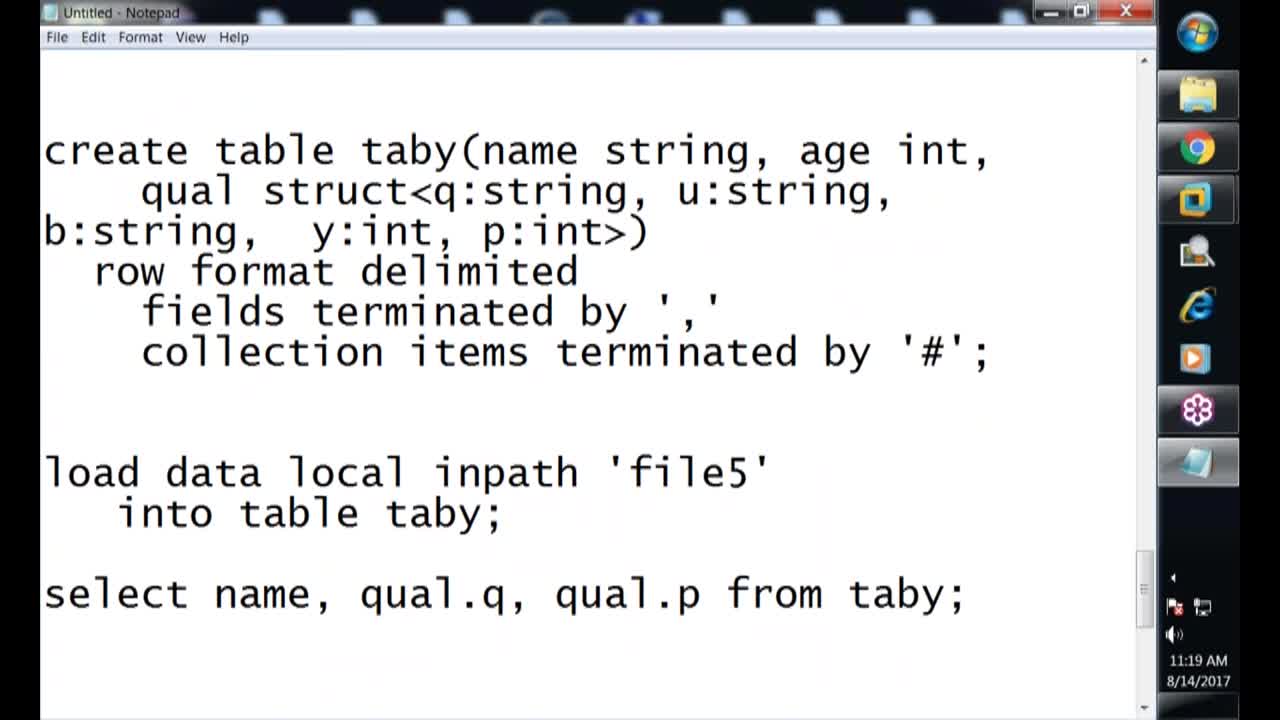 Untitled - Notepad
File Edit Format View Help
create table taby(name string, age int,
qual struct<q:string, u:string,
b:string, y:int, p:int>)
row format delimited
fields terminated by ','
collection items terminated by '#';
load data local inpath 'file5'
into table taby;
select name, qual.q, qual.p from taby;
11:19 AM
8/14/2017